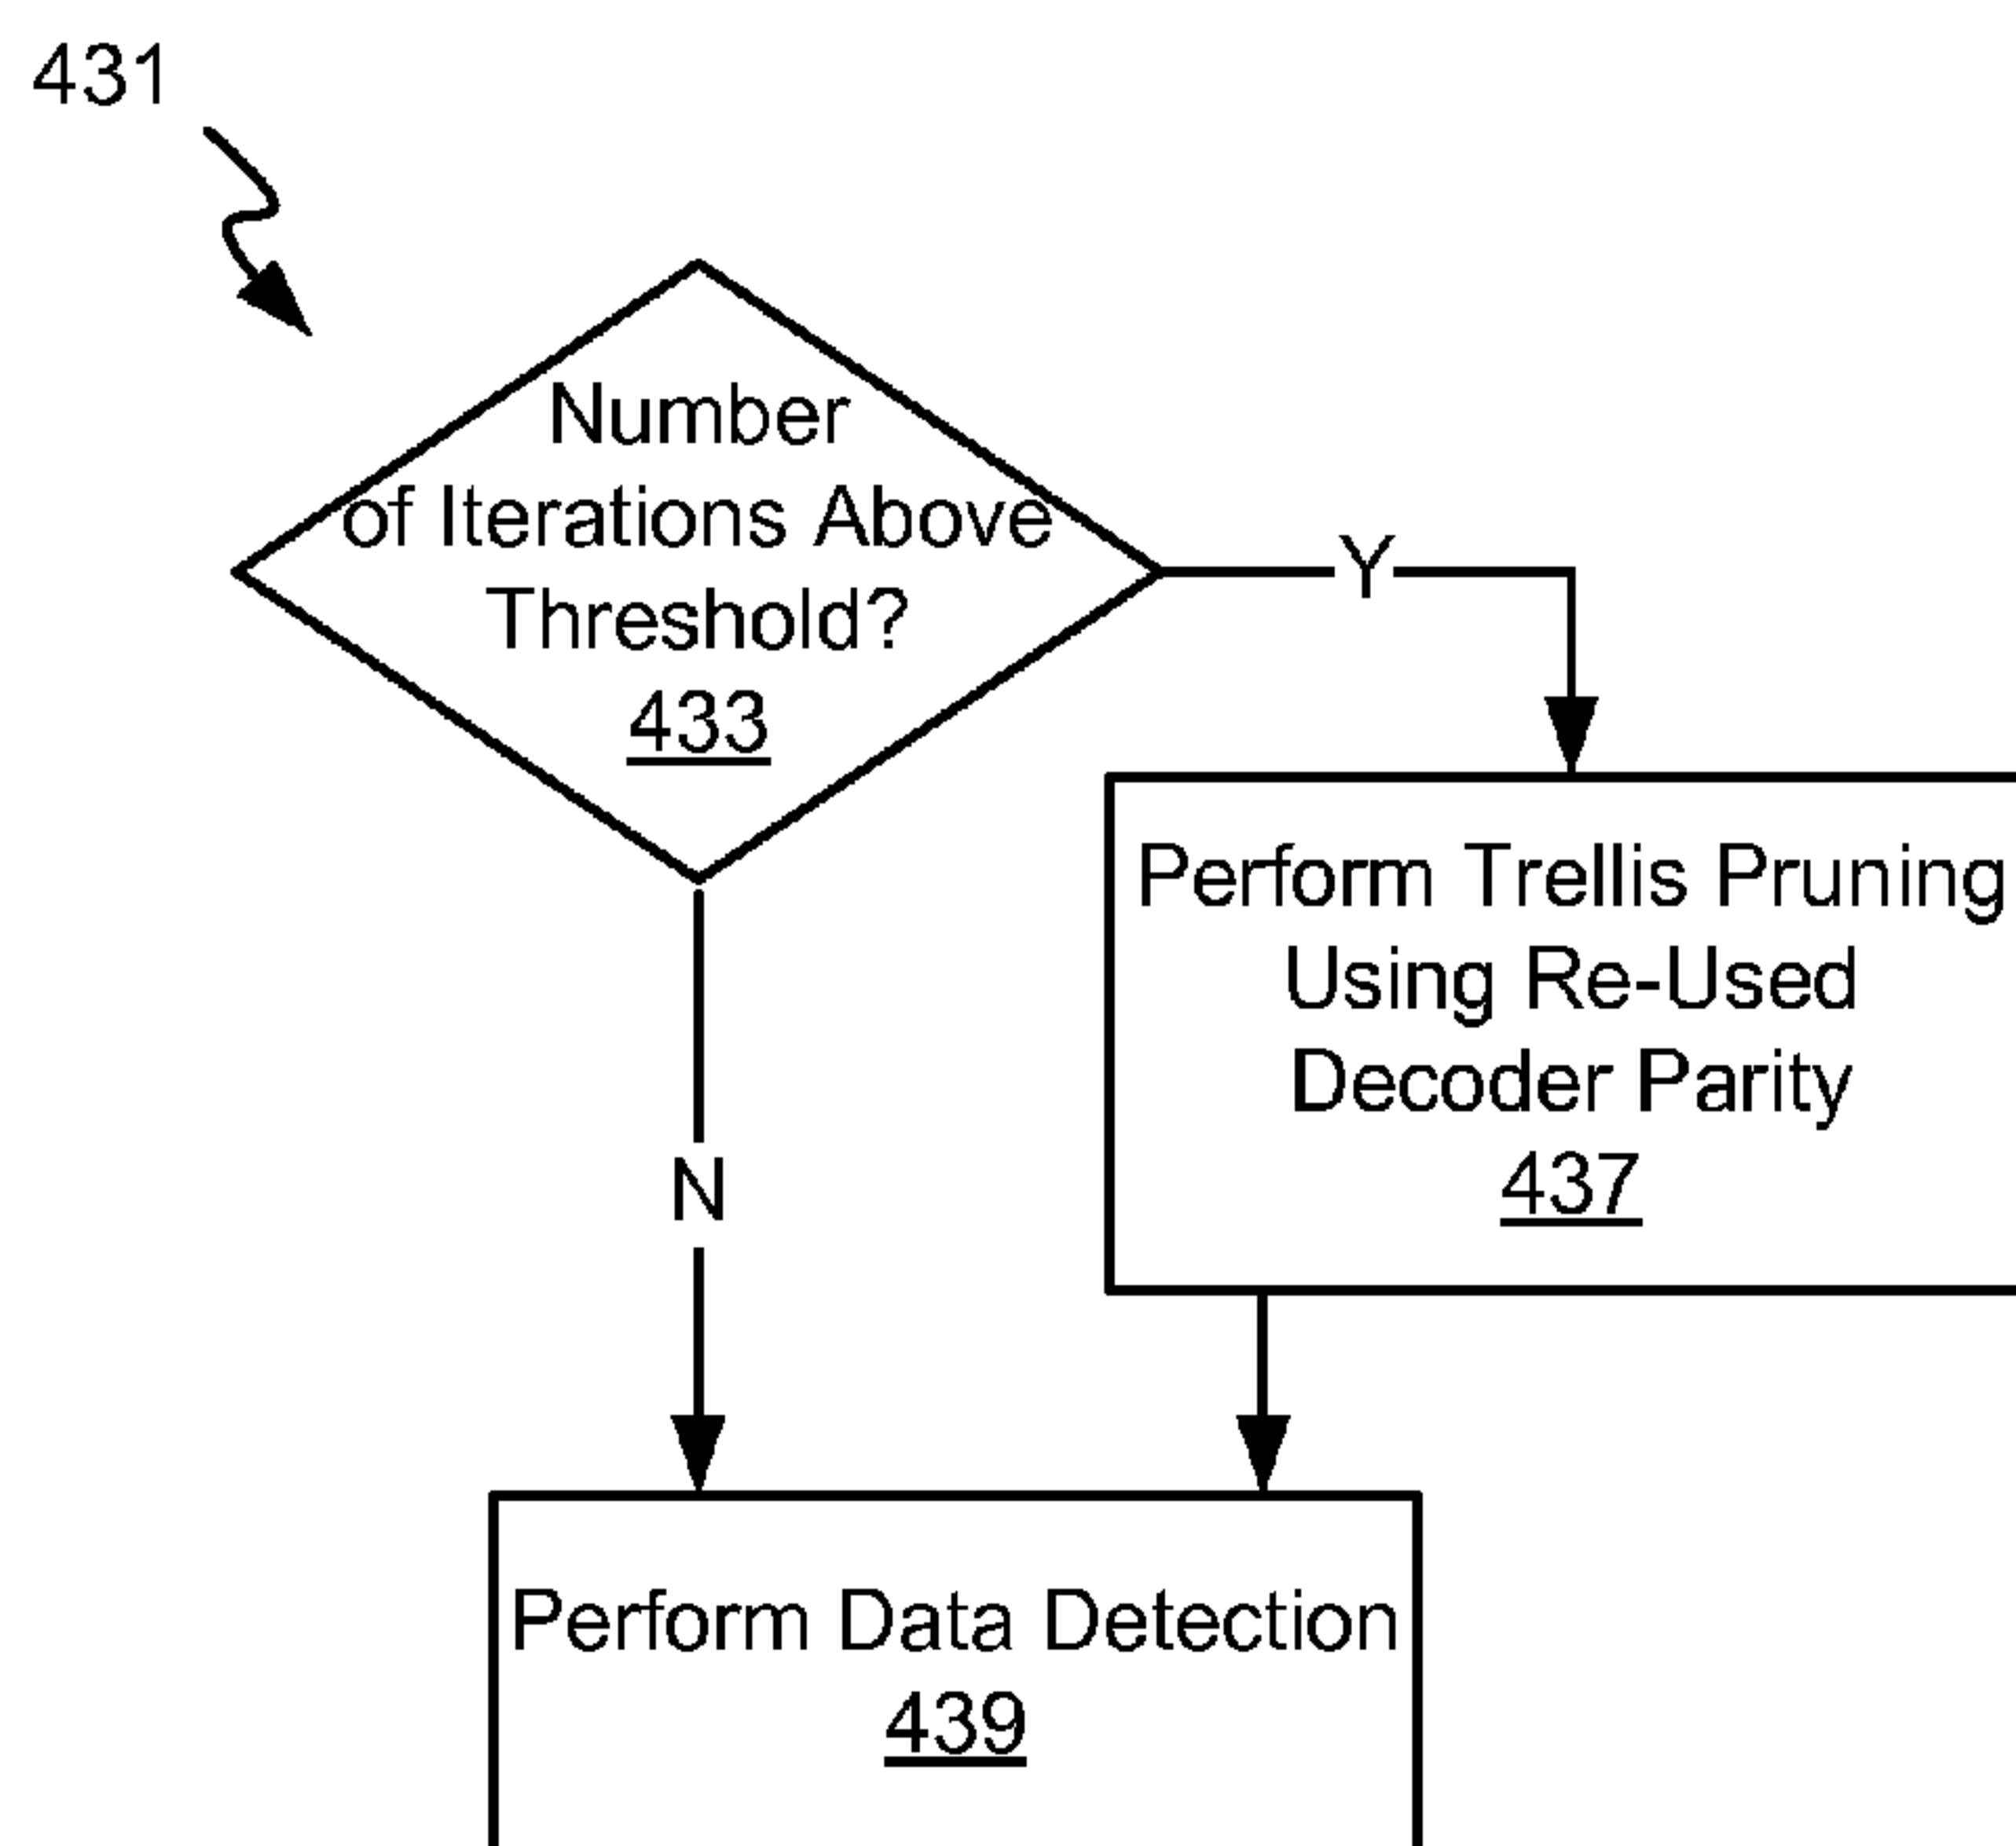 431
Number
of Iterations Above
Threshold?
433
Y
Perform Trellis Pruning
Using Re-Used
Decoder Parity
437
N
Perform Data Detection
439